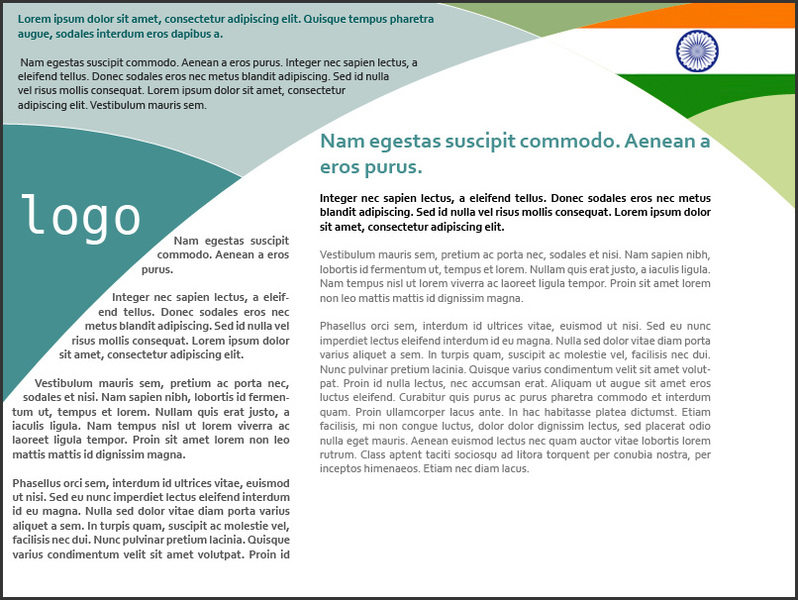 Lorem ipsum dolor sit amet, consectetur adipiscing elit. Quisque tempus pharetra
augue, sodales interdum eros dapibus a.
Nam egestas suscipit commodo. Aenean a eros purus. Integer nec sapien lectus, a
eleifend tellus. Donec sodales eros nec metus blandit adipiscing. Sed id nulla
vel risus mollis consequat. Lorem ipsum dolor sit amet, consectetur
adipiscing elit. Vestibulum mauris sem.
logo
Nam egestas suscipit
commodo. Aenean a eros
purus.
Integer nec sapien lectus, a eleif-
end tellus. Donec sodales eros nec
metus blandit adipiscing. Sed id nulla vel
risus mollis consequat. Lorem ipsum dolor
sit amet, consectetur adipiscing elit.
Vestibulum mauris sem, pretium ac porta nec,
sodales et nisi. Nam sapien nibh, lobortis id fermen-
tum ut, tempus et lorem. Nullam quis erat justo, a
iaculis ligula. Nam tempus nisl ut lorem viverra ac
laoreet ligula tempor. Proin sit amet lorem non leo
mattis mattis id dignissim magna.
Phasellus orci sem, interdum id ultrices vitae, euismod
ut nisi. Sed eu nunc imperdiet lectus eleifend interdum
id eu magna. Nulla sed dolor vitae diam porta varius
aliquet a sem. In turpis quam, suscipit ac molestie vel,
facilisis nec dui. Nunc pulvinar pretium lacinia. Quisque
varius condimentum velit sit amet volutpat. Proin id
Nam egestas suscipit commodo. Aenean a
eros purus.
Integer nec sapien lectus, a eleifend tellus. Donec sodales eros nec metus
blandit adipiscing. Sed id nulla vel risus mollis consequat. Lorem ipsum dolor
sit amet, consectetur adipiscing elit.
Vestibulum mauris sem, pretium ac porta nec, sodales et nisi. Nam sapien nibh,
lobortis id fermentum ut, tempus et lorem. Nullam quis erat justo, a iaculis ligula.
Nam tempus nisl ut lorem viverra ac laoreet ligula tempor. Proin sit amet lorem
non leo mattis mattis id dignissim magna.
Phasellus orci sem, interdum id ultrices vitae, euismod ut nisi. Sed eu nunc
imperdiet lectus eleifend interdum id eu magna. Nulla sed dolor vitae diam porta
varius aliquet a sem. In turpis quam, suscipit ac molestie vel, facilisis nec dui.
Nunc pulvinar pretium lacinia. Quisque varius condimentum velit sit amet volut-
pat. Proin id nulla lectus, nec accumsan erat. Aliquam ut augue sit amet eros
luctus eleifend. Curabitur quis purus ac purus pharetra commodo et interdum
quam. Proin ullamcorper lacus ante. In hac habitasse platea dictumst. Etiam
facilisis, mi non congue luctus, dolor dolor dignissim lectus, sed placerat odio
nulla eget mauris. Aenean euismod lectus nec quam auctor vitae lobortis lorem
rutrum. Class aptent taciti sociosqu ad litora torquent per conubia nostra, per
inceptos himenaeos. Etiam nec diam lacus.